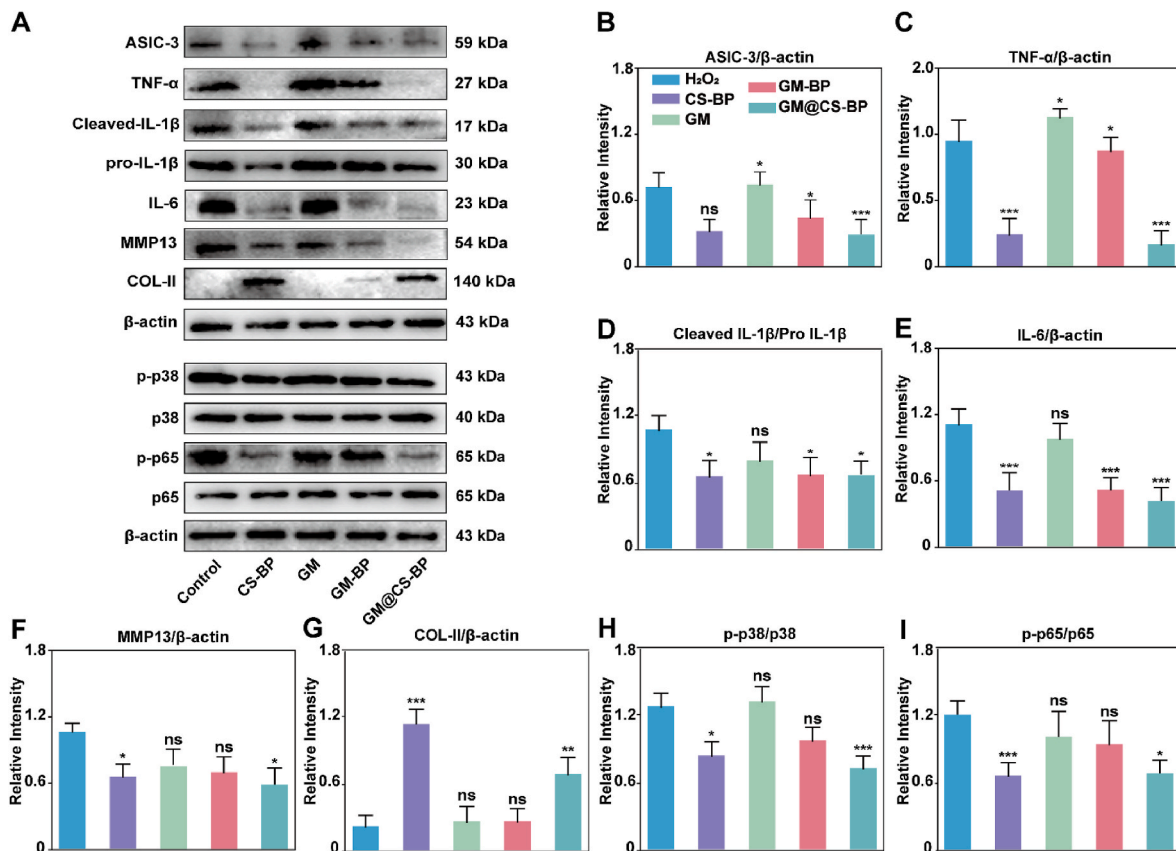 A
ASIC-3 59 kDa
TNF-α 27 kDa
Cleaved-IL-1β 17 kDa
pro-IL-1β 30 kDa
IL-6 23 kDa
MMP13 54 kDa
COL-II 140 kDa
β-actin 43 kDa
p-p38 43 kDa
p38 40 kDa
p-p65 65 kDa
p65 65 kDa
β-actin 43 kDa
Control CS-BP GM GM-BP GM@CS-BP
B
ASIC-3/β-actin
Relative Intensity
1.8
1.2
0.6
0
H₂O₂ GM-BP
CS-BP GM@CS-BP
GM
ns * * ***
C
TNF-α/β-actin
Relative Intensity
2.0
1.0
1.0
0
*** * * ***
D
Cleaved IL-1β/Pro IL-1β
Relative Intensity
1.8
1.2
0.6
0
* ns * *
E
IL-6/β-actin
Relative Intensity
1.8
1.2
0.6
0
*** ns *** ***
F
MMP13/β-actin
Relative Intensity
1.8
1.2
0.6
0
* ns ns *
G
COL-II/β-actin
Relative Intensity
1.8
1.2
0.6
0
*** ns ns **
H
p-p38/p38
Relative Intensity
1.8
1.2
0.6
0
* ns ns ***
I
p-p65/p65
Relative Intensity
1.8
1.2
0.6
0
*** ns ns *